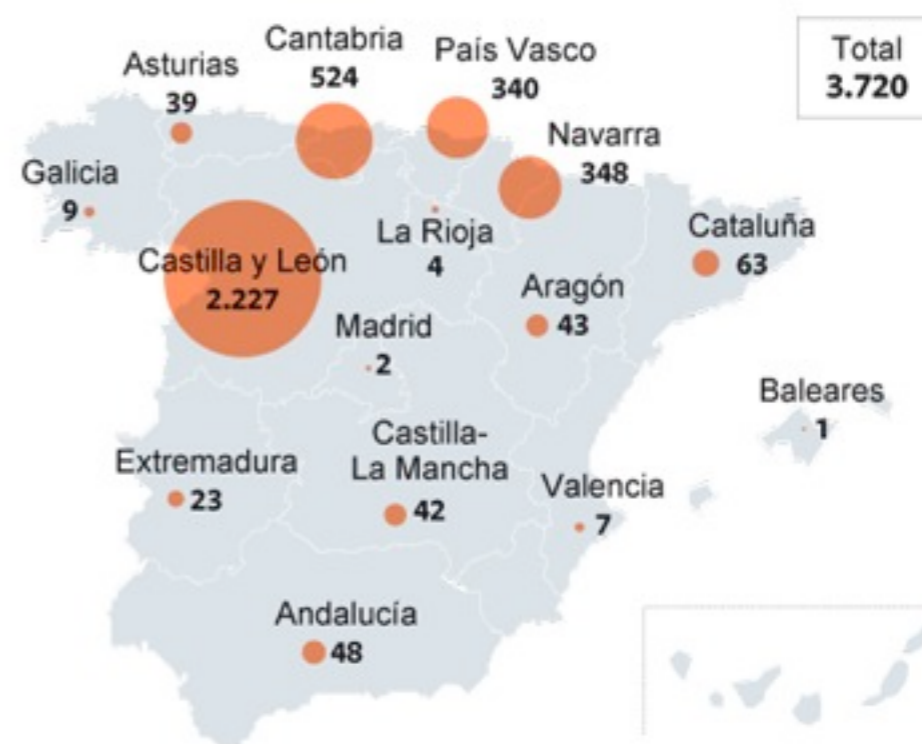 Total
3.720
Cantabria
524
País Vasco
340
Asturias
39
Navarra
348
Galicia
9
La Rioja
4
Cataluña
63
Castilla y León
2.227
Aragón
43
Madrid
2
Baleares
1
Castilla-
La Mancha
42
Extremadura
23
Valencia
7
Andalucía
48